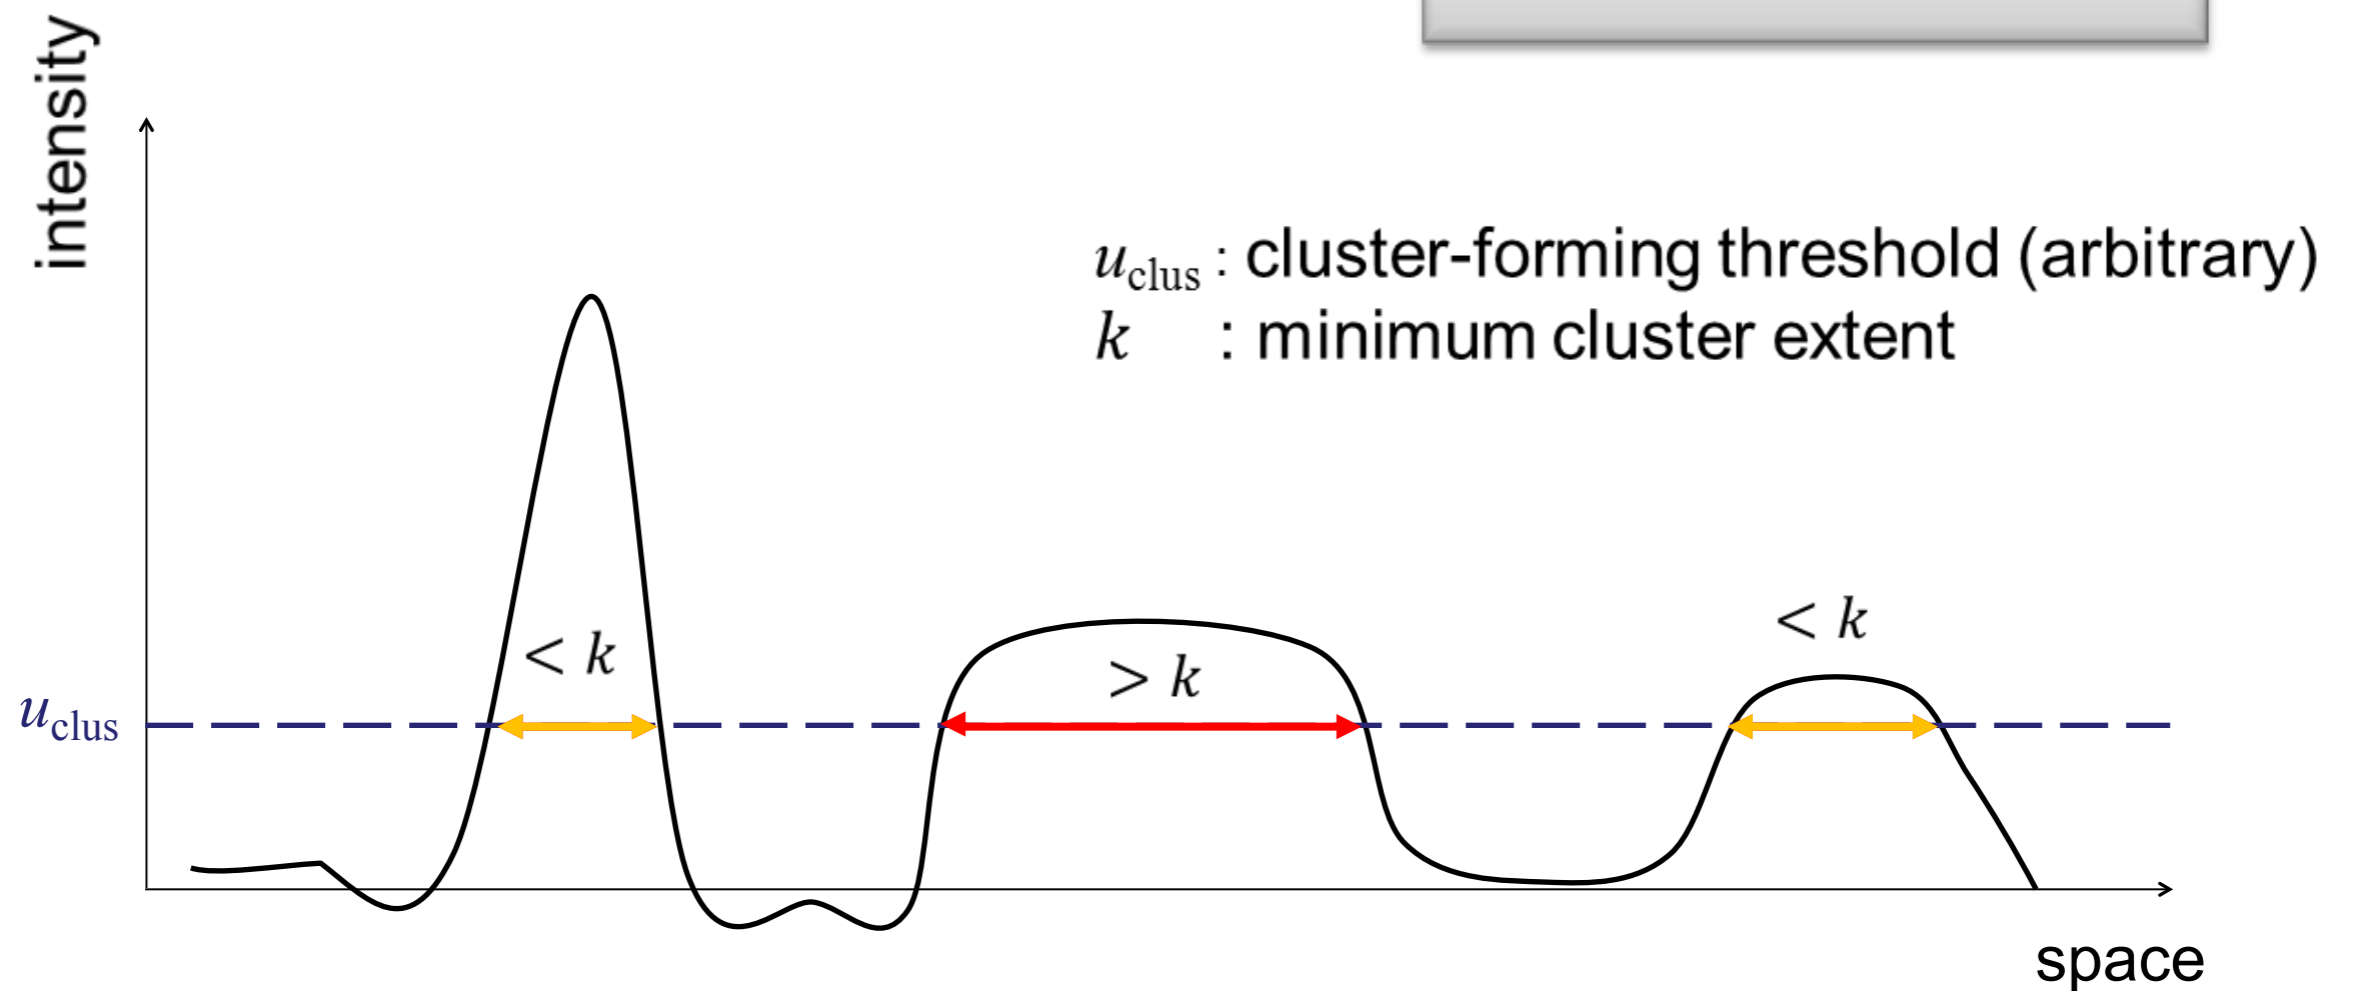 intensity
u_clus : cluster-forming threshold (arbitrary)
k : minimum cluster extent
< k
< k
> k
u_clus
space